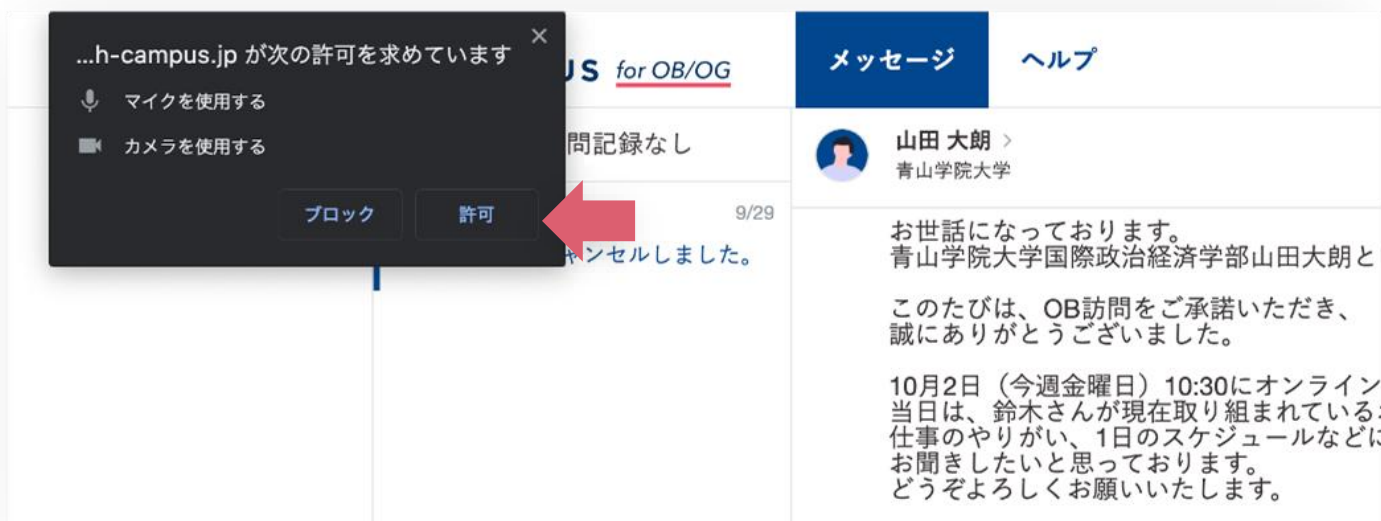 ...h-campus.jp が次の許可を求めています
マイクを使用する
カメラを使用する
ブロック 許可
US for OB/OG
メッセージ ヘルプ
問記録なし
9/29
ャンセルしました。
山田 大朗
青山学院大学
お世話になっております。
青山学院大学国際政治経済学部山田大朗と
このたびは、OB訪問をご承諾いただき、
誠にありがとうございました。
10月2日（今週金曜日）10:30にオンライン
当日は、鈴木さんが現在取り組まれている
仕事のやりがい、1日のスケジュールなどに
お聞きしたいと思っております。
どうぞよろしくお願いいたします。